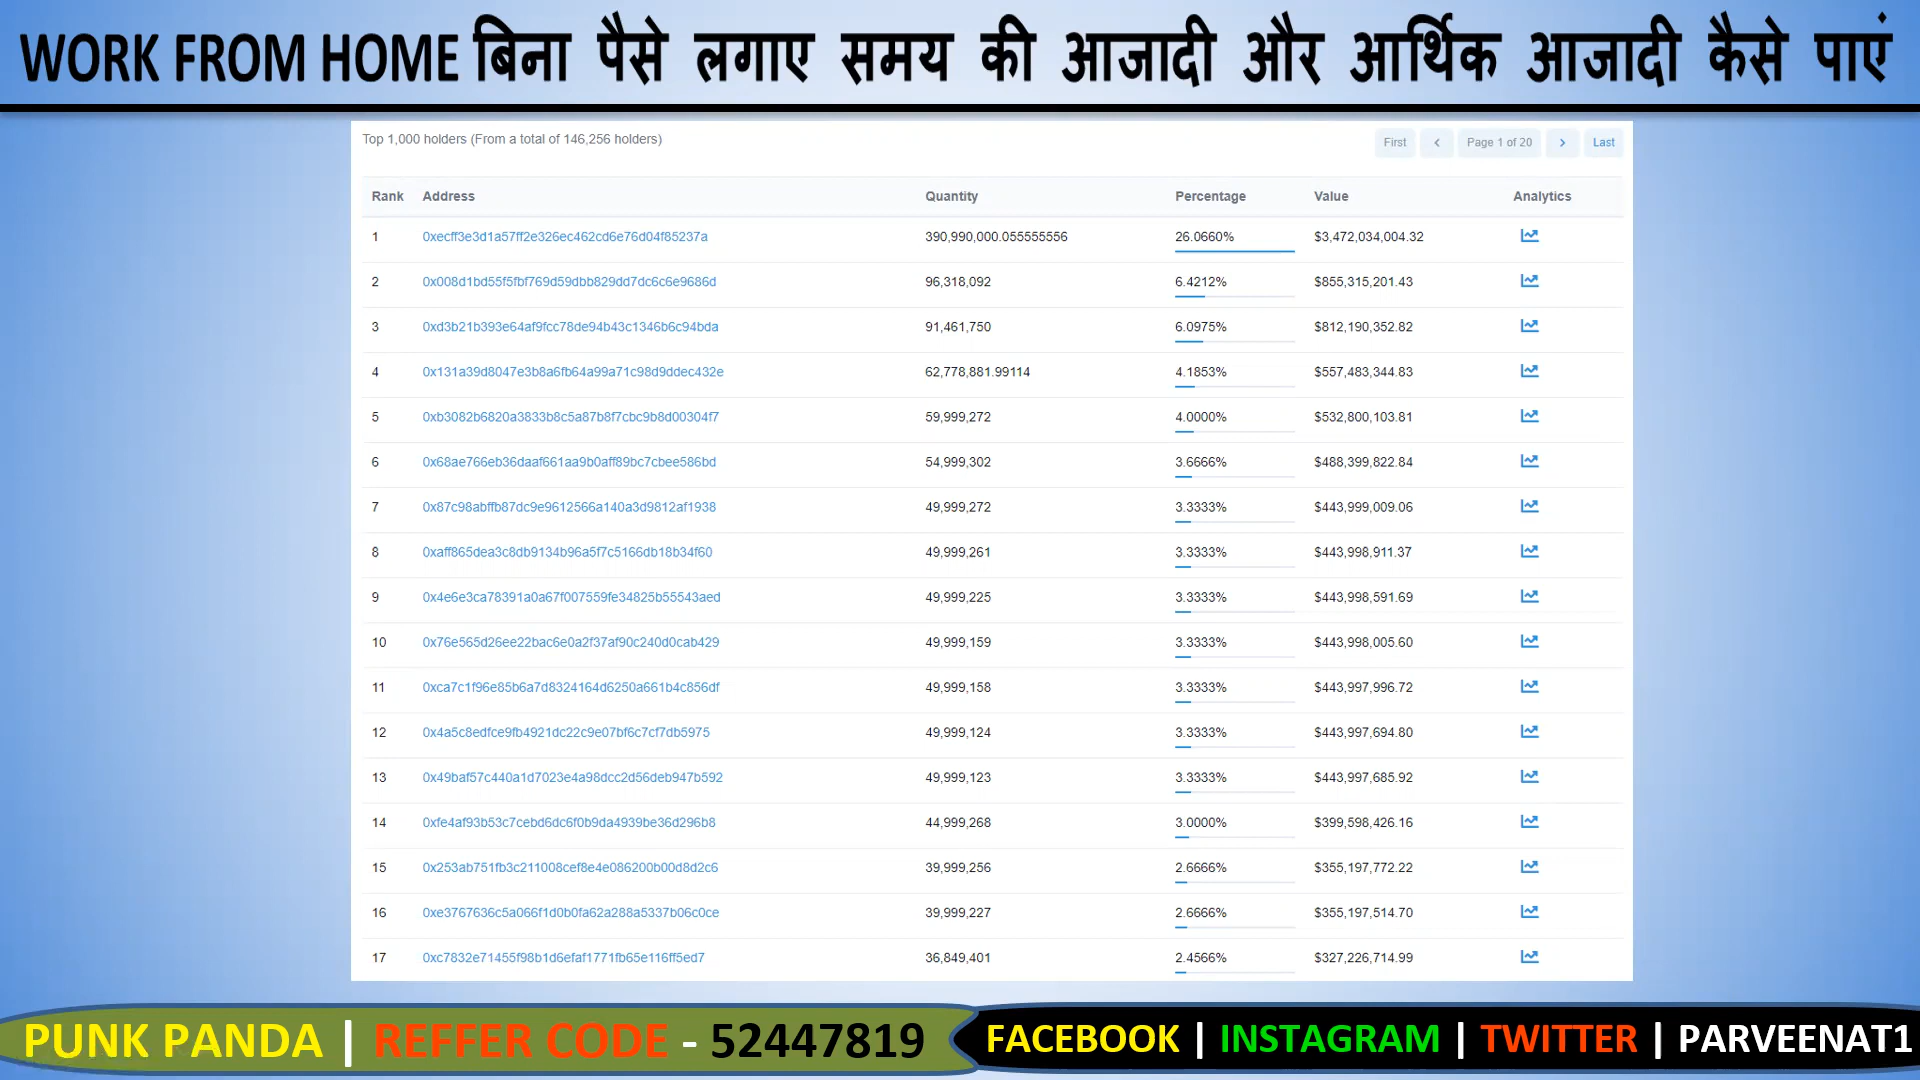 WORK FROM HOME बिना पैसे लगाए समय की आजादी और आर्थिक आजादी कैसे पाएं
Top 1,000 holders (From a total of 146,256 holders)
First Page 1 of 20 Last
Rank Address Quantity Percentage Value Analytics
1 0xecff3e3d1a57ff2e326ec462cd6e76d04f85237a 390,990,000.055555556 26.0660% $3,472,034,004.32
2 0x008d1bd55f5fbf769d59dbb829dd7dc6c6e9686d 96,318,092 6.4212% $855,315,201.43
3 0xd3b21b393e64af9fcc78de94b43c1346b6c94bda 91,461,750 6.0975% $812,190,352.82
4 0x131a39d8047e3b8a6fb64a99a71c98d9ddec432e 62,778,881.99114 4.1853% $557,483,344.83
5 0xb3082b6820a3833b8c5a87b8f7cbc9b8d00304f7 59,999,272 4.0000% $532,800,103.81
6 0x68ae766eb36daaf661aa9b0aff89bc7cbee586bd 54,999,302 3.6666% $488,399,822.84
7 0x87c98abffb87dc9e9612566a140a3d9812af1938 49,999,272 3.3333% $443,999,009.06
8 0xaff865dea3c8db9134b96a5f7c5166db18b34f60 49,999,261 3.3333% $443,998,911.37
9 0x4e6e3ca78391a0a67f007559fe34825b55543aed 49,999,225 3.3333% $443,998,591.69
10 0x76e565d26ee22bac6e0a2f37af90c240d0cab429 49,999,159 3.3333% $443,998,005.60
11 0xca7c1f96e85b6a7d8324164d6250a661b4c856df 49,999,158 3.3333% $443,997,996.72
12 0x4a5c8edfce9fb4921dc22c9e07bf6c7cf7db5975 49,999,124 3.3333% $443,997,694.80
13 0x49baf57c440a1d7023e4a98dcc2d56deb947b592 49,999,123 3.3333% $443,997,685.92
14 0xfe4af93b53c7cebd6dc6f0b9da4939be36d296b8 44,999,268 3.0000% $399,598,426.16
15 0x253ab751fb3c211008cef8e4e086200b00d8d2c6 39,999,256 2.6666% $355,197,772.22
16 0xe3767636c5a066f1d0b0fa62a288a5337b06c0ce 39,999,227 2.6666% $355,197,514.70
17 0xc7832e71455f98b1d6efaf1771fb65e116ff5ed7 36,849,401 2.4566% $327,226,714.99
PUNK PANDA | REFFER CODE - 52447819 FACEBOOK | INSTAGRAM | TWITTER | PARVEENAT1